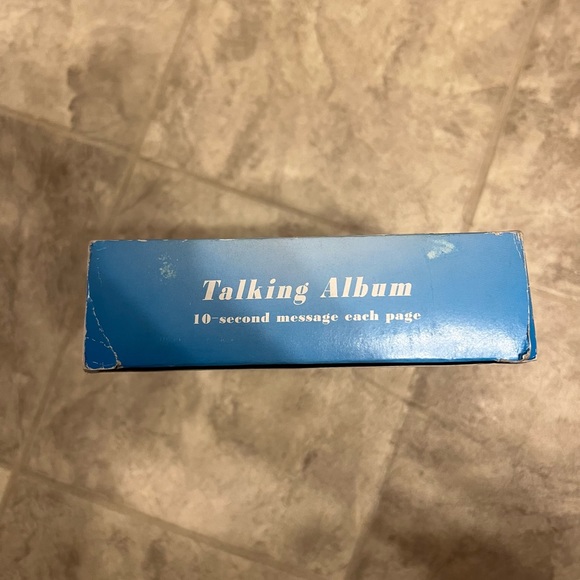 Talking Album
10-second message each page